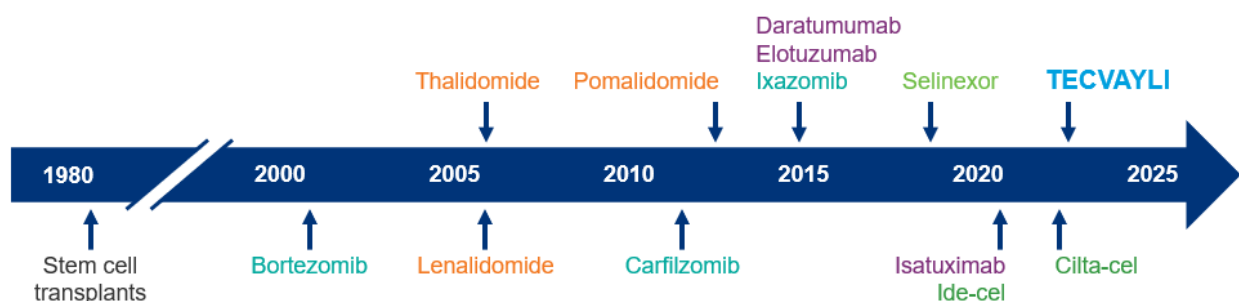 Daratumumab
Elotuzumab
Thalidomide Pomalidomide Ixazomib Selinexor TECVAYLI
1980 2000 2005 2010 2015 2020 2025
Stem cell Bortezomib Lenalidomide Carfilzomib Isatuximab Cilta-cel
transplants Ide-cel